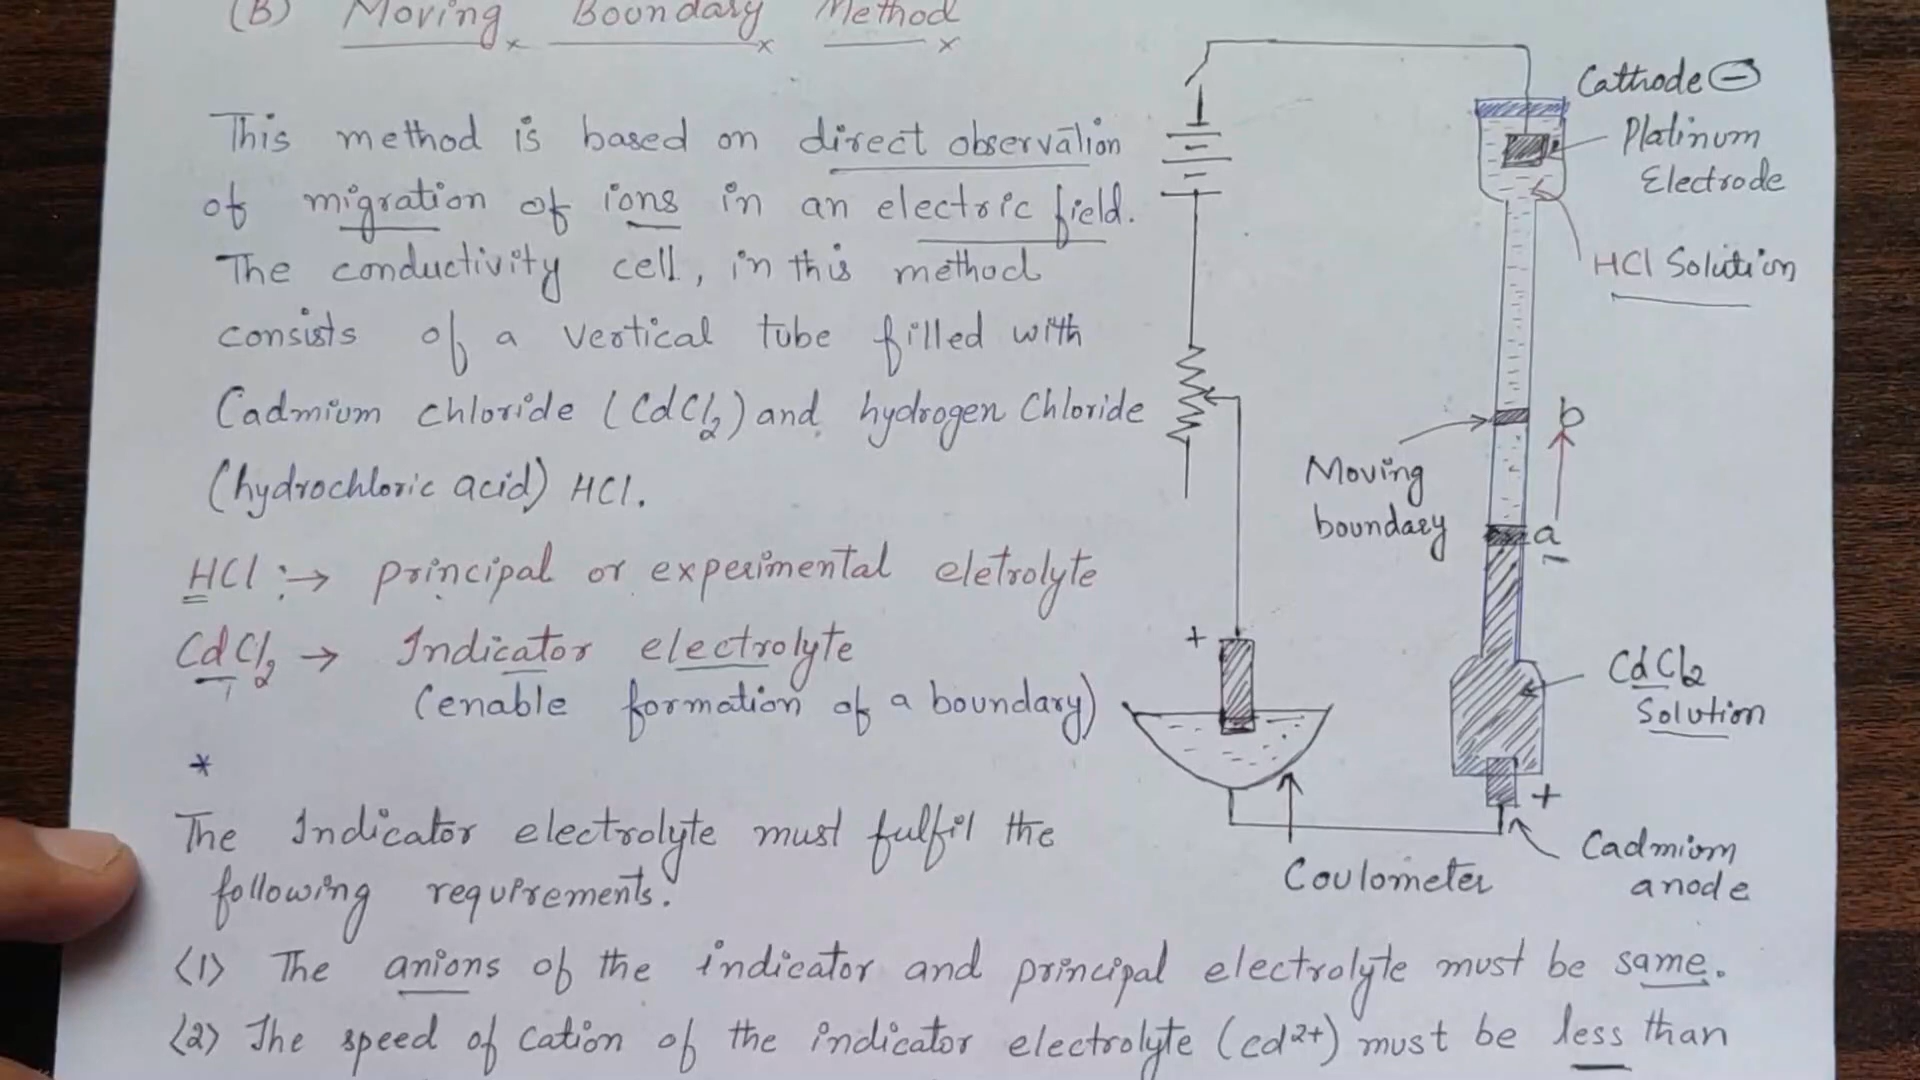 (B) Moving Boundary Method
This method is based on direct observation
of migration of ions in an electric field.
The conductivity cell, in this method
consists of a vertical tube filled with
Cadmium chloride (CdCl2) and hydrogen Chloride
(hydrochloric acid) HCl.
HCl :→ principal or experimental eletrolyte
CdCl2 → Indicator electrolyte
(enable formation of a boundary)
*
The Indicator electrolyte must fulfil the
following requirements.
(1) The anions of the indicator and principal electrolyte must be same.
(2) The speed of cation of the indicator electrolyte (cd2+) must be less than
Cathode ⊖
Platinum
Electrode
HCl Solution
b
Moving
boundary
a
+
CdCl2
Solution
+
Cadmium
anode
Coulometer